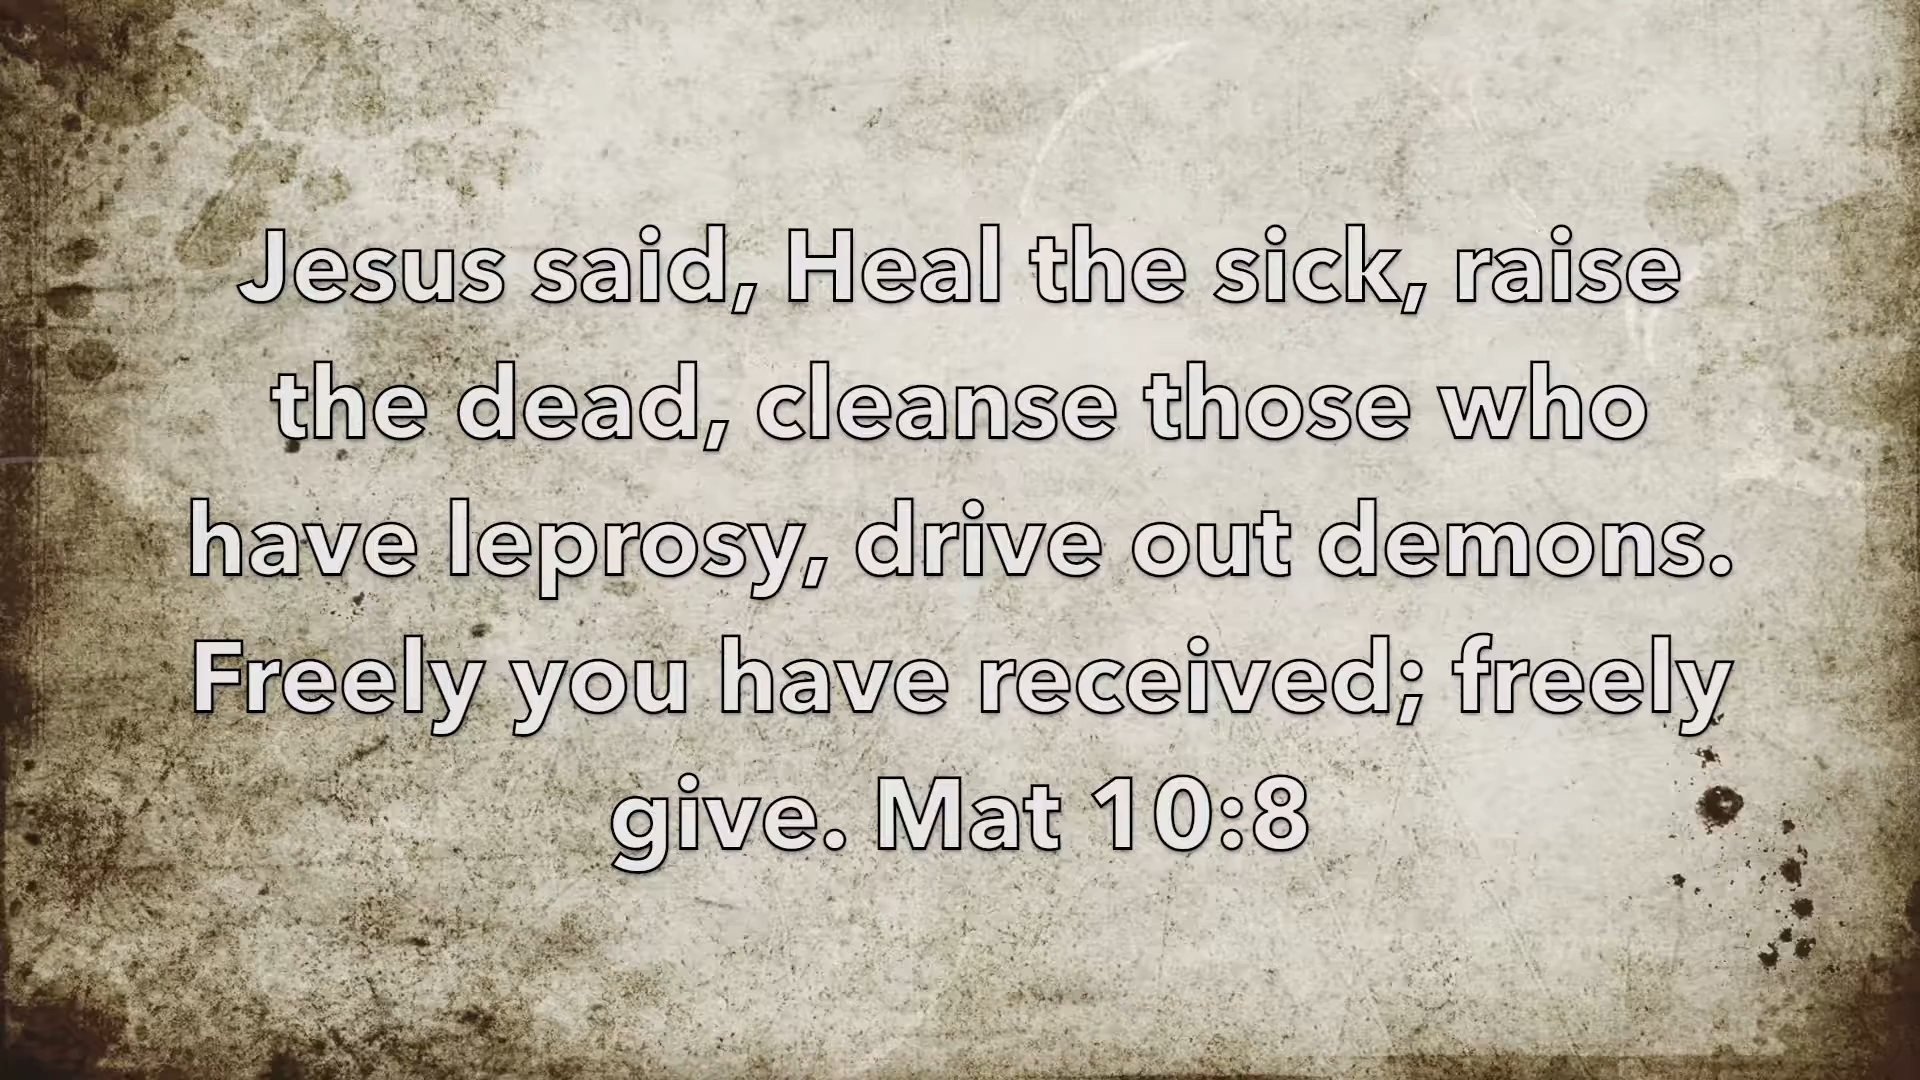 Jesus said, Heal the sick, raise
the dead, cleanse those who
have leprosy, drive out demons.
Freely you have received; freely
give. Mat 10:8